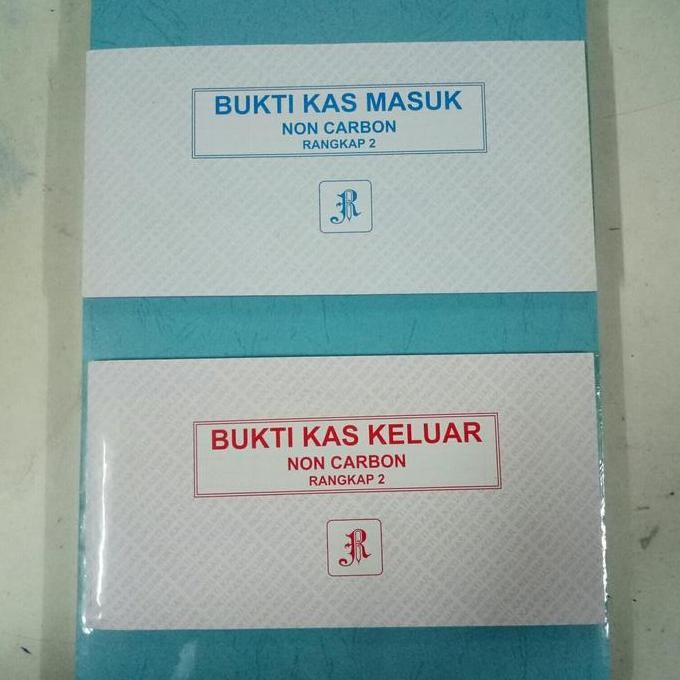 BUKTI KAS MASUK
NON CARBON
RANGKAP 2
R
BUKTI KAS KELUAR
NON CARBON
RANGKAP 2
R